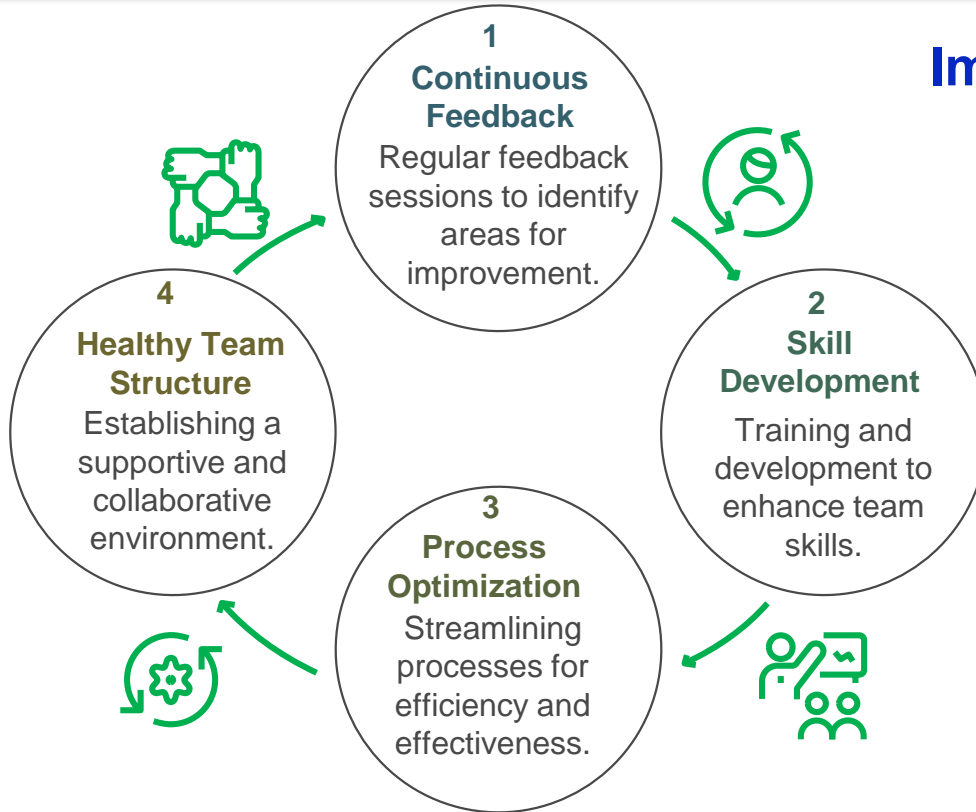 Im
1
Continuous
Feedback
Regular feedback
sessions to identify
areas for
improvement.
2
Skill
Development
Training and
development to
enhance team
skills.
3
Process
Optimization
Streamlining
processes for
efficiency and
effectiveness.
4
Healthy Team
Structure
Establishing a
supportive and
collaborative
environment.